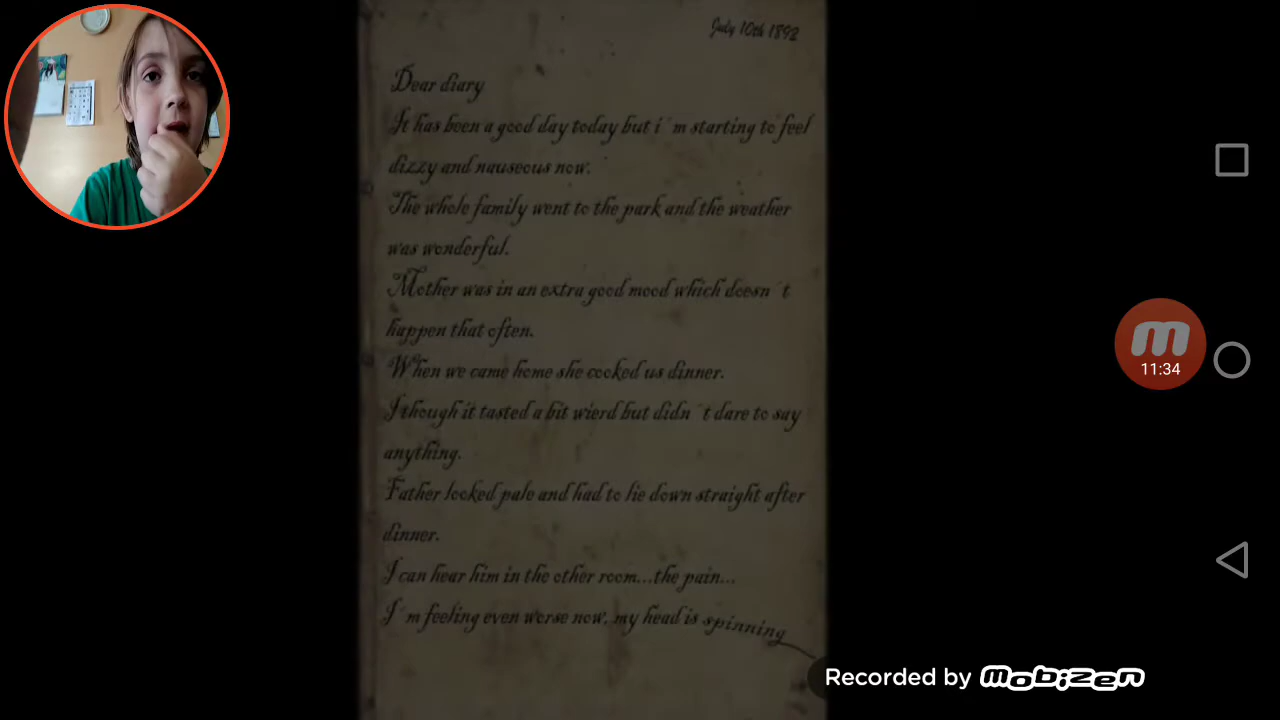 July 10th 1892
Dear diary
It has been a good day today but i´m starting to feel
dizzy and nauseous now.
The whole family went to the park and the weather
was wonderful.
Mother was in an extra good mood which doesn´t
happen that often.
When we came home she cooked us dinner.
I though it tasted a bit wierd but didn´t dare to say
anything.
Father looked pale and had to lie down straight after
dinner.
I can hear him in the other room...the pain...
I´m feeling even worse now, my head is spinning
11:34
Recorded by mobizen